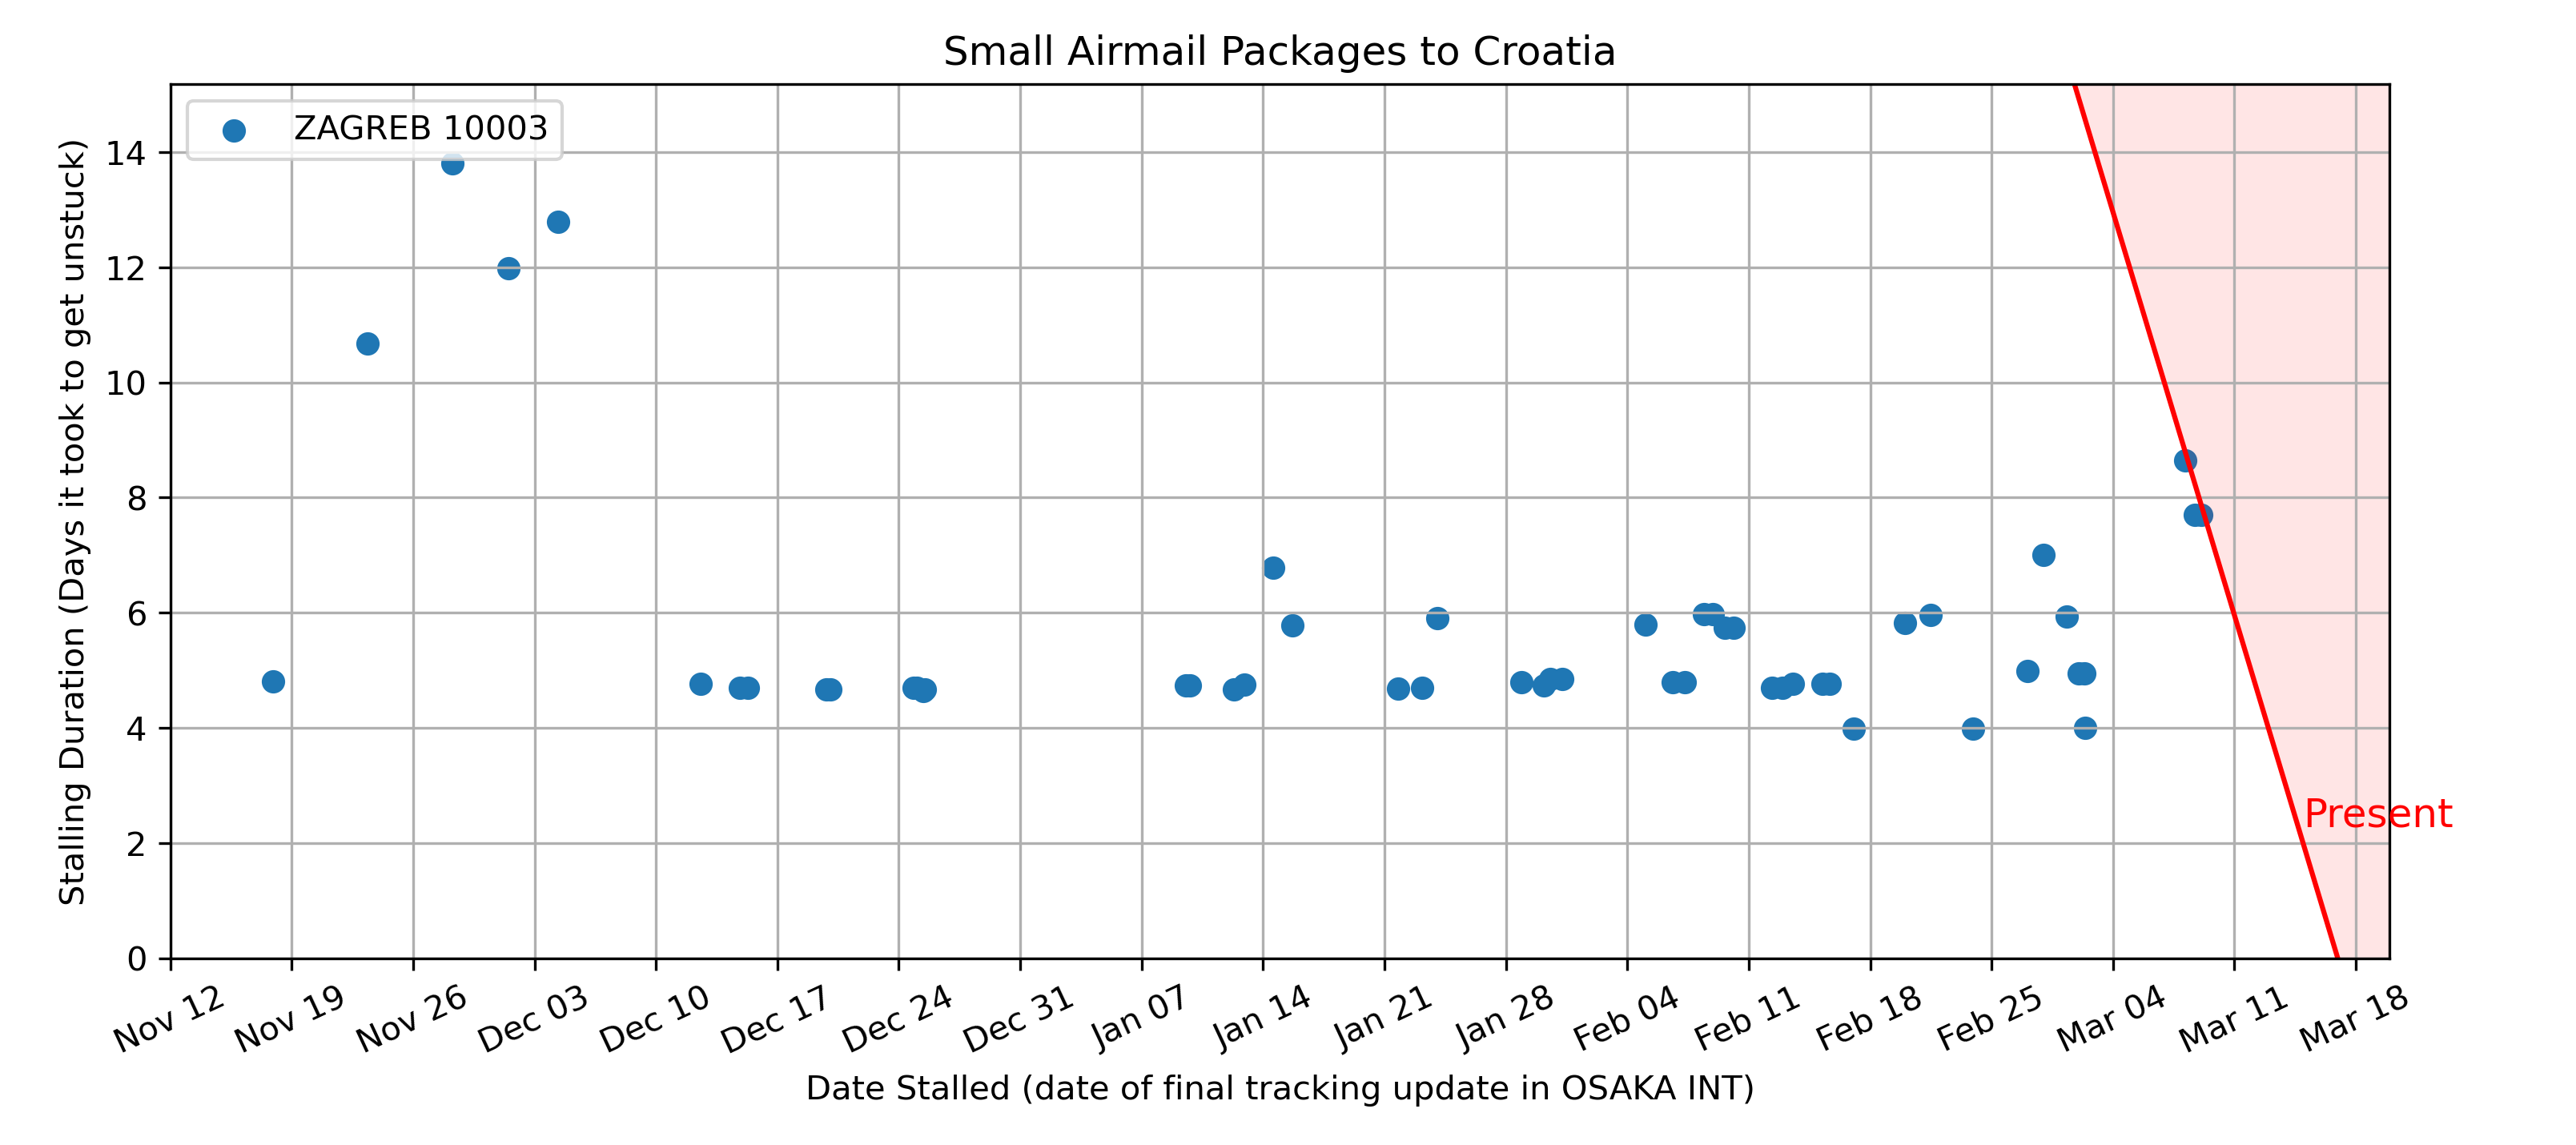 Small Airmail Packages to Croatia
ZAGREB 10003
Stalling Duration (Days it took to get unstuck)
14
12
10
8
6
4
2
0
Present
Nov 12
Nov 19
Nov 26
Dec 03
Dec 10
Dec 17
Dec 24
Dec 31
Jan 07
Jan 14
Jan 21
Jan 28
Feb 04
Feb 11
Feb 18
Feb 25
Mar 04
Mar 11
Mar 18
Date Stalled (date of final tracking update in OSAKA INT)